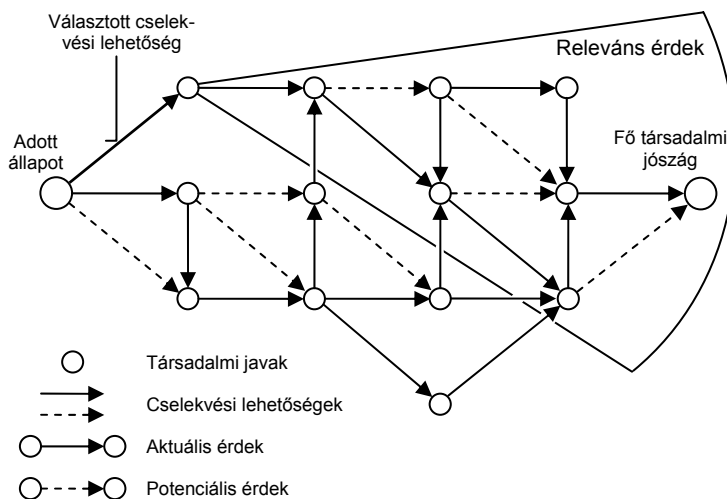 Választott cselek-
vési lehetőség
Releváns érdek
Adott
állapot
Fő társadalmi
jószág
Társadalmi javak
Cselekvési lehetőségek
Aktuális érdek
Potenciális érdek